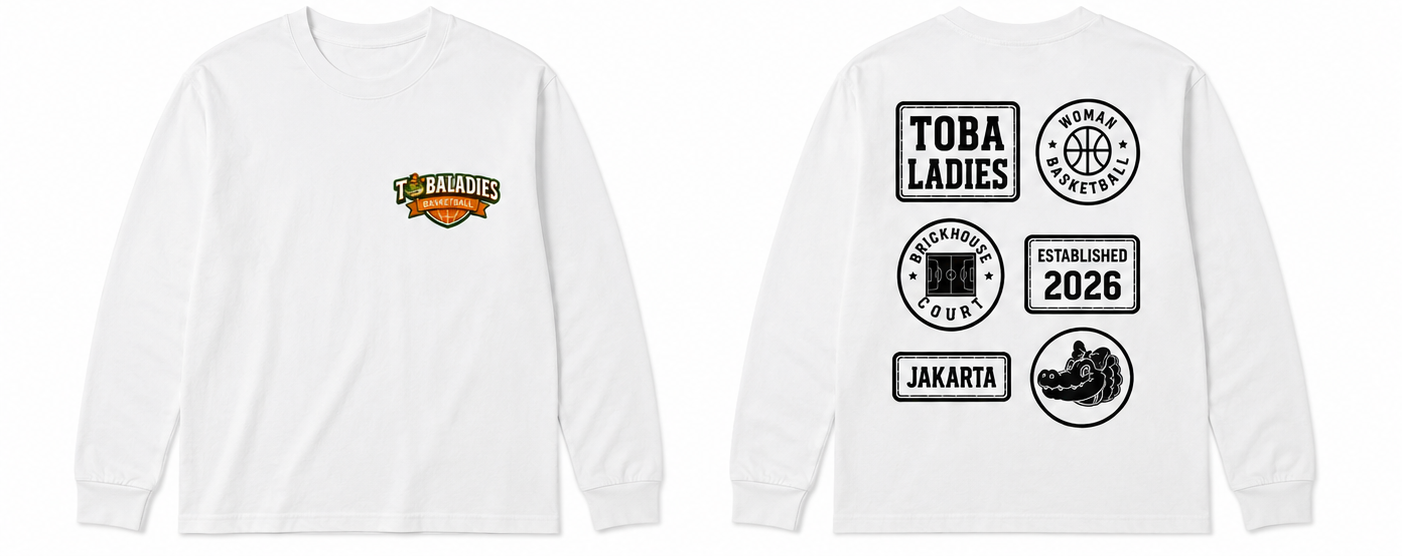 TOBALADIES
BASKETBALL
TOBA
LADIES
WOMAN
BASKETBALL
BRICKHOUSE
COURT
ESTABLISHED
2026
JAKARTA